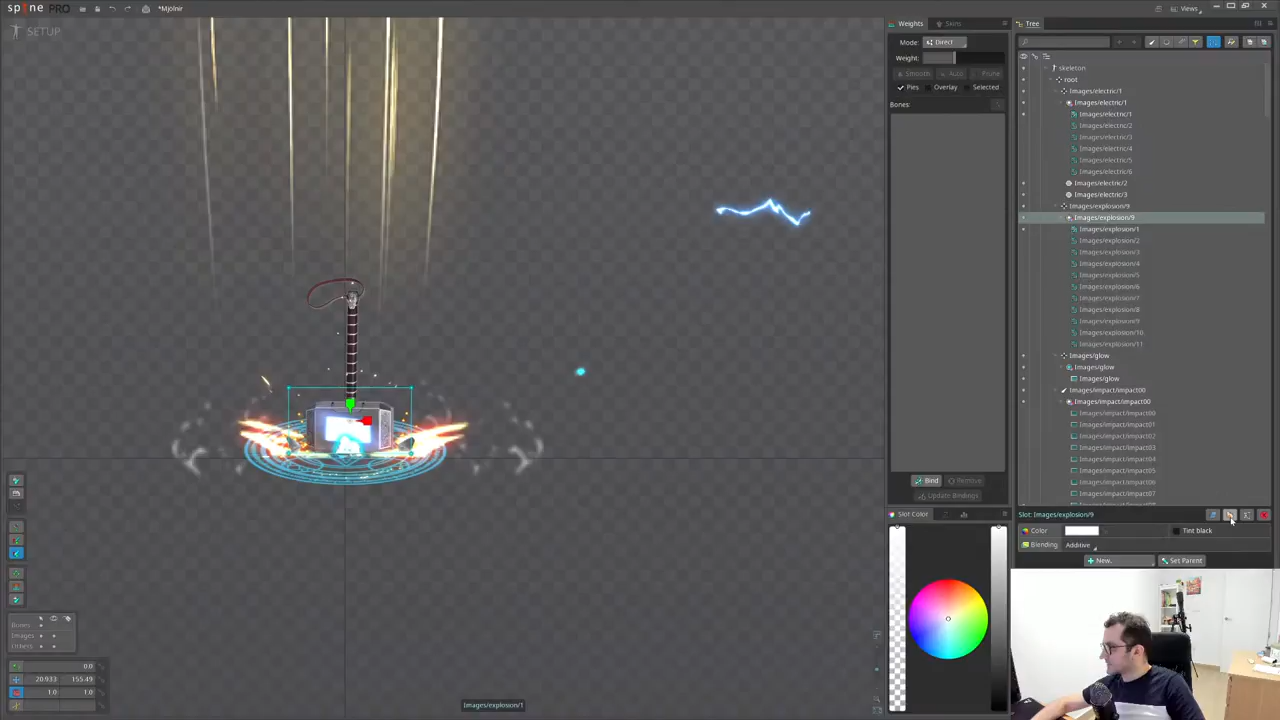 spine PRO
*Mjolnir
Views
SETUP
Weights
Skins
Tree
Mode:
Direct
Weight:
Smooth
Auto
Prune
Pies
Overlay
Selected
Bones:
skeleton
root
Images/electric/1
Images/electric/1
Images/electric/1
Images/electric/2
Images/electric/3
Images/electric/4
Images/electric/5
Images/electric/6
Images/electric/2
Images/electric/3
Images/explosion/9
Images/explosion/9
Images/explosion/1
Images/explosion/2
Images/explosion/3
Images/explosion/4
Images/explosion/5
Images/explosion/6
Images/explosion/7
Images/explosion/8
Images/explosion/9
Images/explosion/10
Images/explosion/11
Images/glow
Images/glow
Images/glow
Images/impact/impact00
Images/impact/impact00
Images/impact/impact00
Images/impact/impact01
Images/impact/impact02
Images/impact/impact03
Images/impact/impact04
Images/impact/impact05
Images/impact/impact06
Images/impact/impact07
Bind
Remove
Update Bindings
Slot Color
Slot: Images/explosion/9
Color
Tint black
Blending
Additive
New..
Set Parent
Bones
Images
Others
0.0
20.933
155.49
1.0
1.0
Images/explosion/1